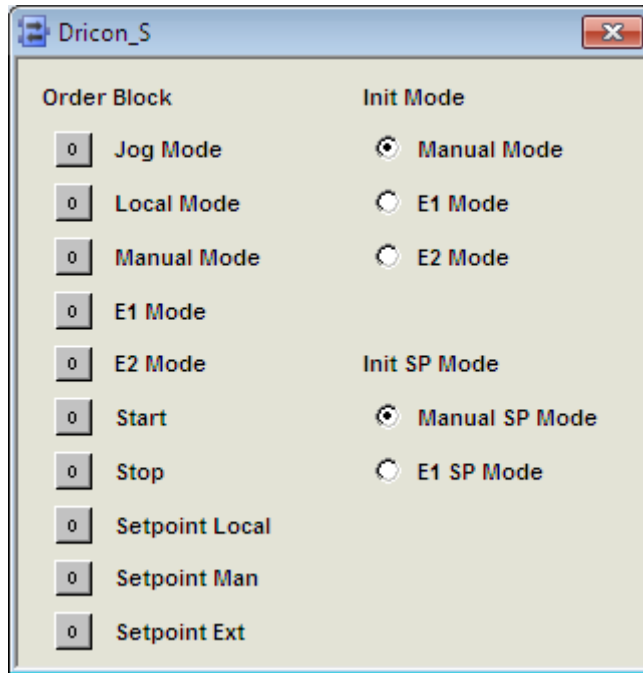 Dricon_S
Order Block Init Mode
0 Jog Mode Manual Mode
0 Local Mode E1 Mode
0 Manual Mode E2 Mode
0 E1 Mode
0 E2 Mode Init SP Mode
0 Start Manual SP Mode
0 Stop E1 SP Mode
0 Setpoint Local
0 Setpoint Man
0 Setpoint Ext